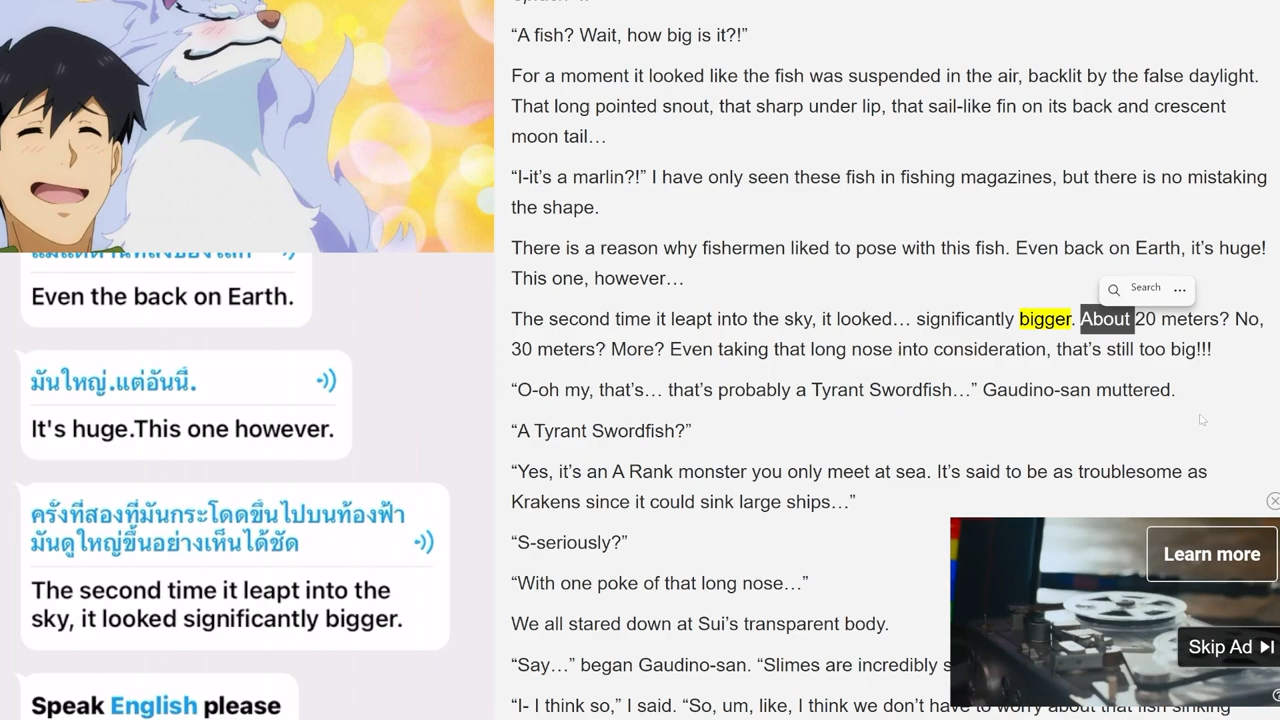 Even the back on Earth.
มันใหญ่.แต่อันนี้.
It's huge.This one however.
ครั้งที่สองที่มันกระโดดขึ้นไปบนท้องฟ้า
มันดูใหญ่ขึ้นอย่างเห็นได้ชัด
The second time it leapt into the
sky, it looked significantly bigger.
Speak English please
“A fish? Wait, how big is it?!”
For a moment it looked like the fish was suspended in the air, backlit by the false daylight.
That long pointed snout, that sharp under lip, that sail-like fin on its back and crescent
moon tail…
“I-it’s a marlin?!” I have only seen these fish in fishing magazines, but there is no mistaking
the shape.
There is a reason why fishermen liked to pose with this fish. Even back on Earth, it’s huge!
This one, however…
Search ...
The second time it leapt into the sky, it looked… significantly bigger. About 20 meters? No,
30 meters? More? Even taking that long nose into consideration, that’s still too big!!!
“O-oh my, that’s… that’s probably a Tyrant Swordfish…” Gaudino-san muttered.
“A Tyrant Swordfish?”
“Yes, it’s an A Rank monster you only meet at sea. It’s said to be as troublesome as
Krakens since it could sink large ships…”
“S-seriously?”
“With one poke of that long nose…”
We all stared down at Sui’s transparent body.
“Say…” began Gaudino-san. “Slimes are incredibly s
“I- I think so,” I said. “So, um, like, I think we don’t have to worry about that fish sinking
Learn more
Skip Ad